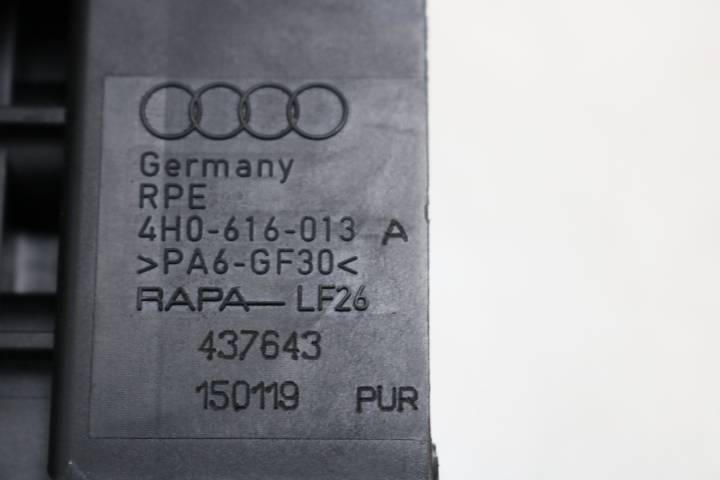 Germany
RPE
4H0-616-013 A
>PA6-GF30<
RAPA LF26
437643
150119 PUR